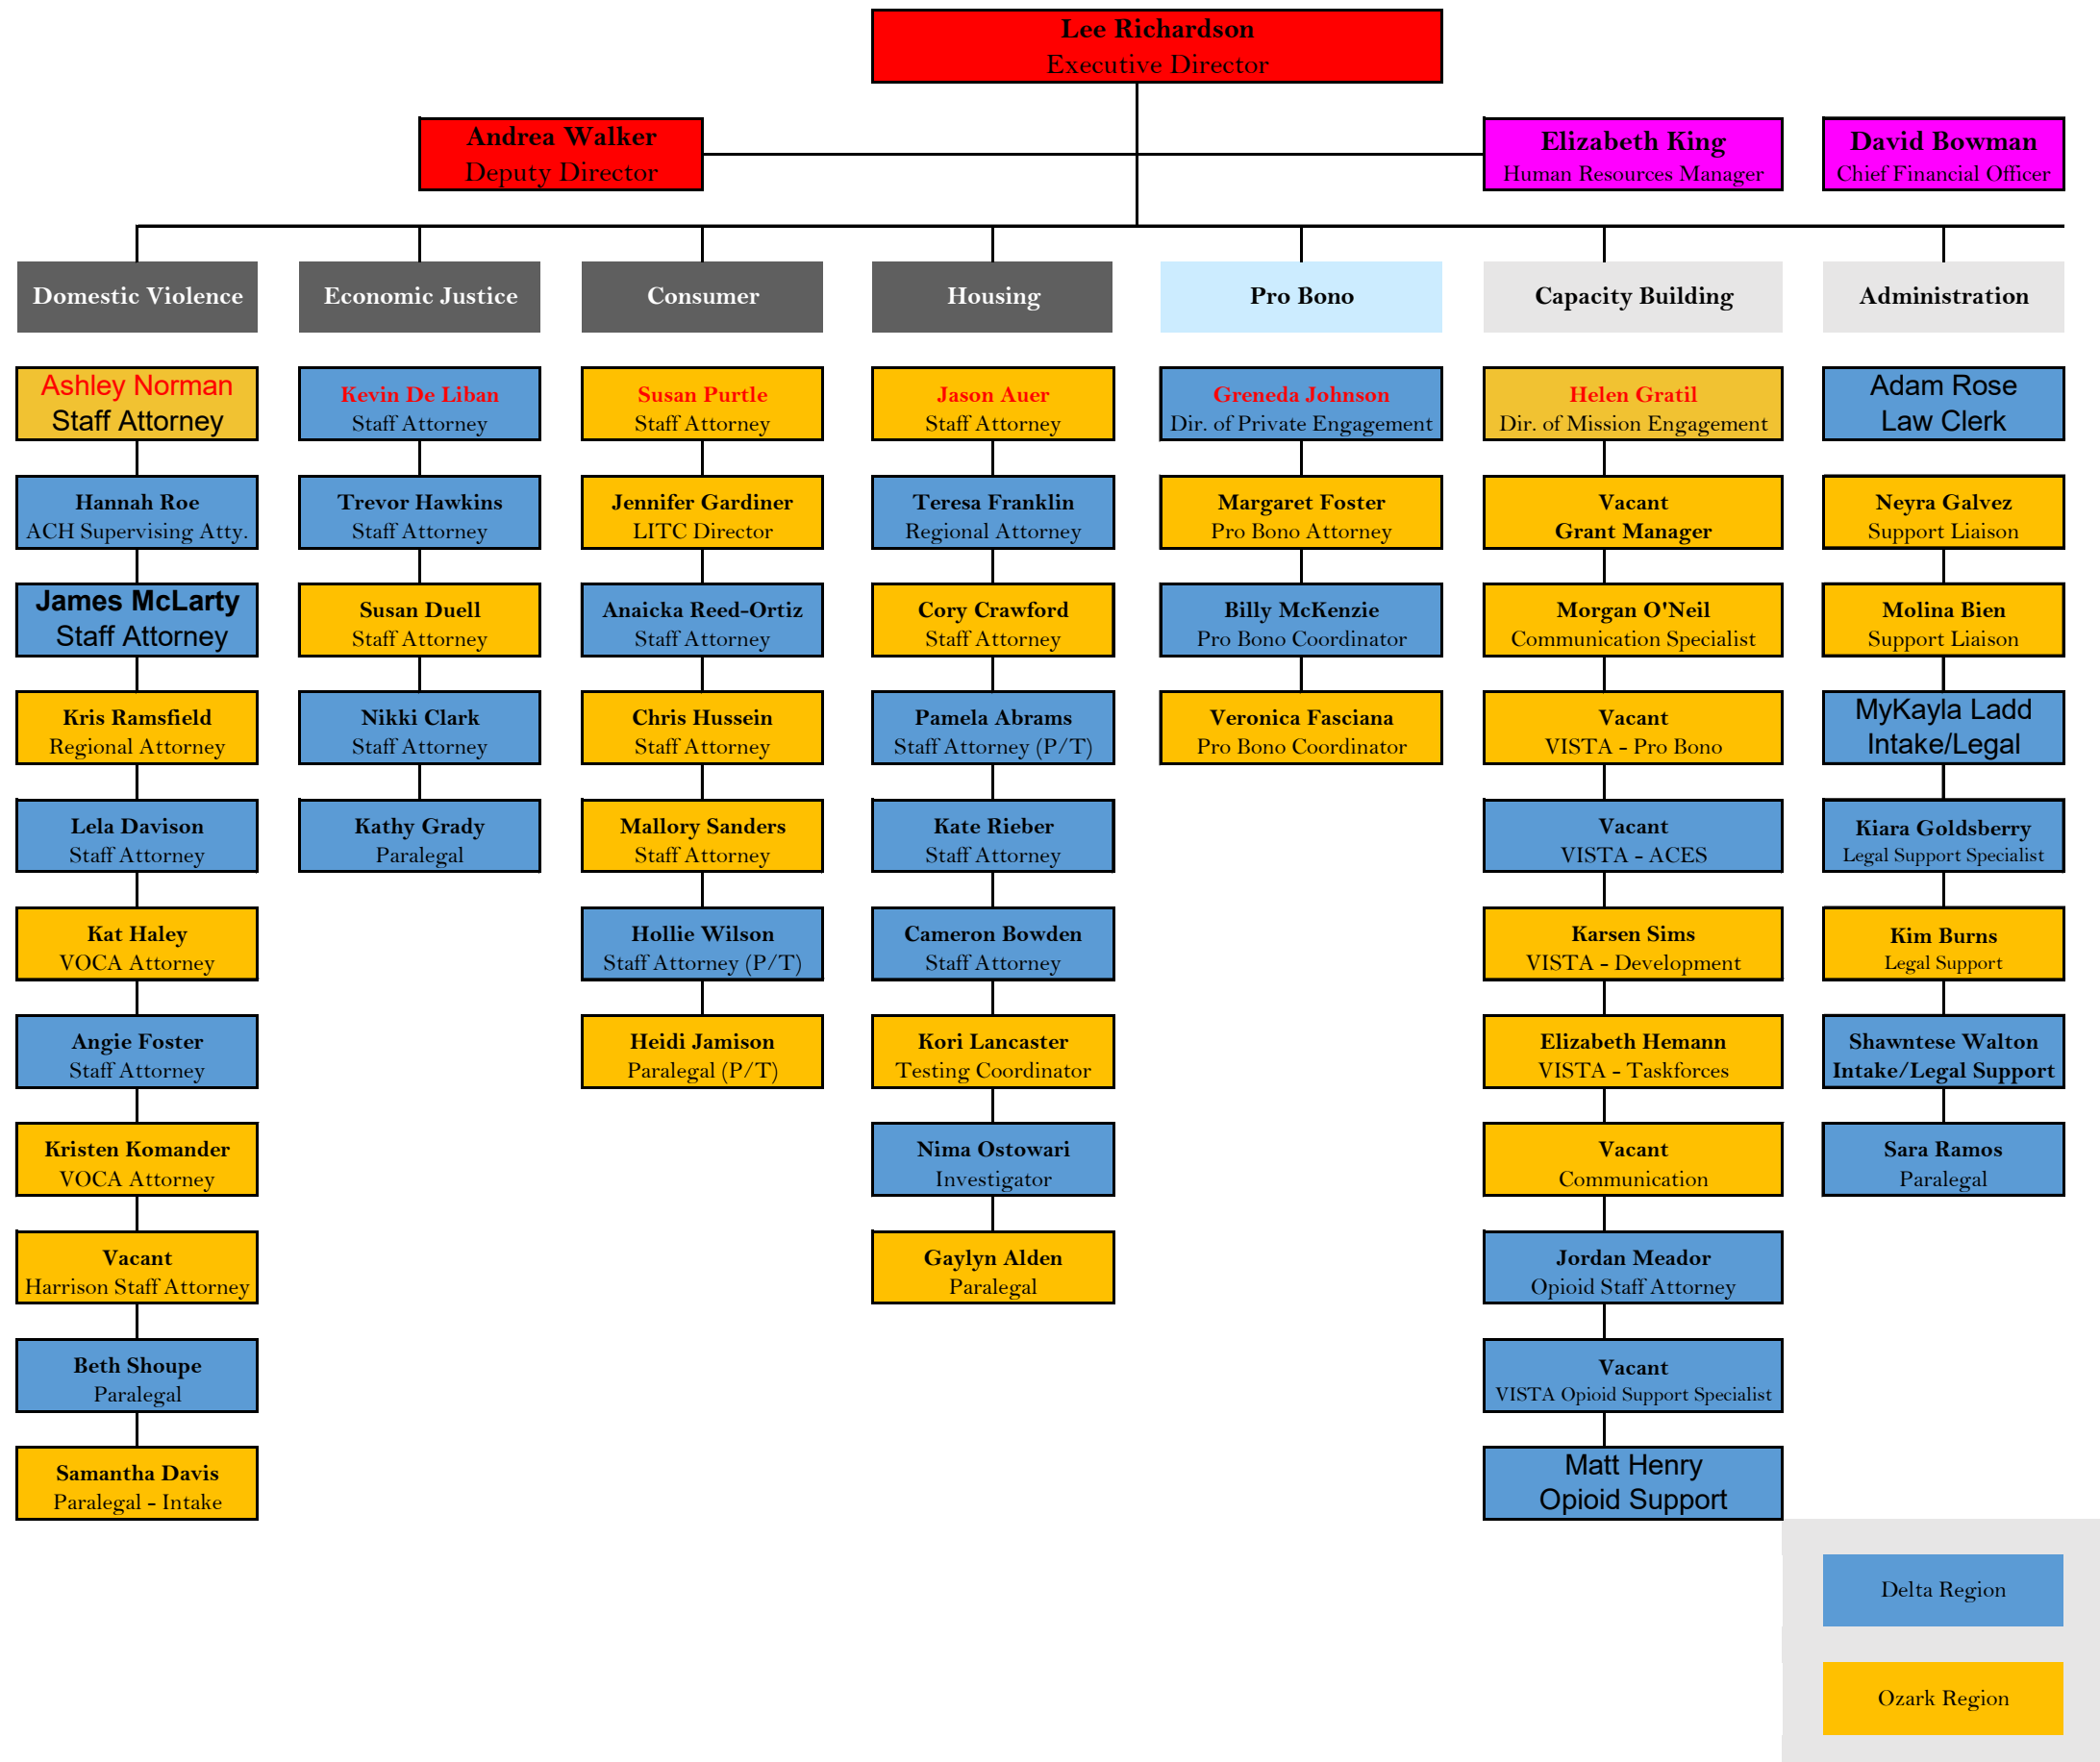 Lee Richardson
Executive Director
Andrea Walker
Deputy Director
Elizabeth King
Human Resources Manager
David Bowman
Chief Financial Officer
Domestic Violence
Economic Justice
Consumer
Housing
Pro Bono
Capacity Building
Administration
Ashley Norman
Staff Attorney
Hannah Roe
ACH Supervising Atty.
James McLarty
Staff Attorney
Kris Ramsfield
Regional Attorney
Lela Davison
Staff Attorney
Kat Haley
VOCA Attorney
Angie Foster
Staff Attorney
Kristen Komander
VOCA Attorney
Vacant
Harrison Staff Attorney
Beth Shoupe
Paralegal
Samantha Davis
Paralegal - Intake
Kevin De Liban
Staff Attorney
Trevor Hawkins
Staff Attorney
Susan Duell
Staff Attorney
Nikki Clark
Staff Attorney
Kathy Grady
Paralegal
Susan Purtle
Staff Attorney
Jennifer Gardiner
LITC Director
Anaicka Reed-Ortiz
Staff Attorney
Chris Hussein
Staff Attorney
Mallory Sanders
Staff Attorney
Hollie Wilson
Staff Attorney (P/T)
Heidi Jamison
Paralegal (P/T)
Jason Auer
Staff Attorney
Teresa Franklin
Regional Attorney
Cory Crawford
Staff Attorney
Pamela Abrams
Staff Attorney (P/T)
Kate Rieber
Staff Attorney
Cameron Bowden
Staff Attorney
Kori Lancaster
Testing Coordinator
Nima Ostowari
Investigator
Gaylyn Alden
Paralegal
Greneda Johnson
Dir. of Private Engagement
Margaret Foster
Pro Bono Attorney
Billy McKenzie
Pro Bono Coordinator
Veronica Fasciana
Pro Bono Coordinator
Helen Gratil
Dir. of Mission Engagement
Vacant
Grant Manager
Morgan O'Neil
Communication Specialist
Vacant
VISTA - Pro Bono
Vacant
VISTA - ACES
Karsen Sims
VISTA - Development
Elizabeth Hemann
VISTA - Taskforces
Vacant
Communication
Jordan Meador
Opioid Staff Attorney
Vacant
VISTA Opioid Support Specialist
Matt Henry
Opioid Support
Adam Rose
Law Clerk
Neyra Galvez
Support Liaison
Molina Bien
Support Liaison
MyKayla Ladd
Intake/Legal
Kiara Goldsberry
Legal Support Specialist
Kim Burns
Legal Support
Shawntese Walton
Intake/Legal Support
Sara Ramos
Paralegal
Delta Region
Ozark Region